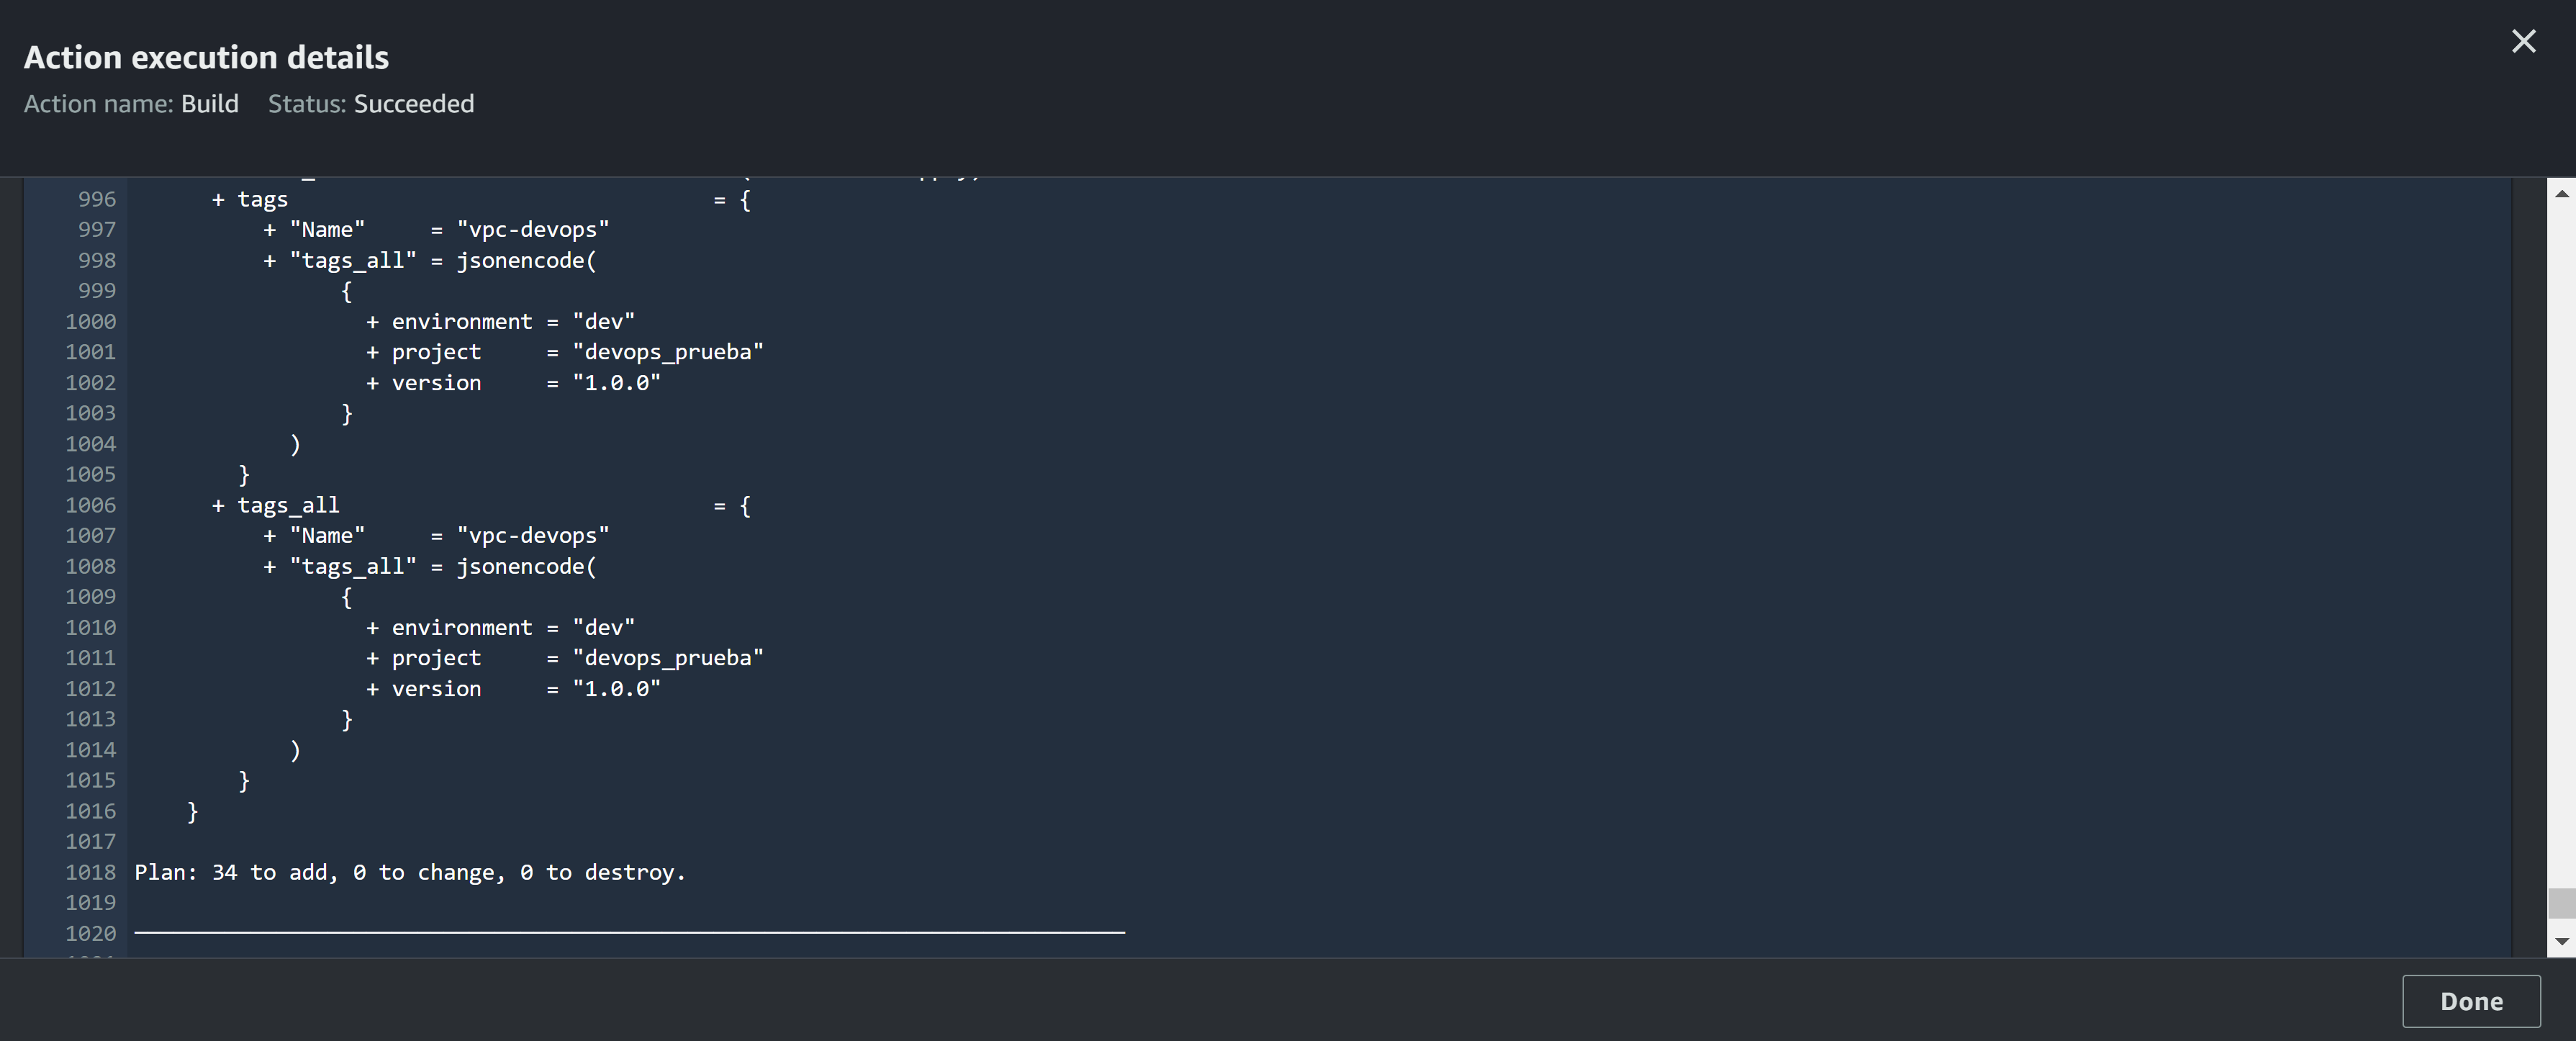 Action execution details
Action name: Build Status: Succeeded
996 + tags = {
997 + "Name" = "vpc-devops"
998 + "tags_all" = jsonencode(
999 {
1000 + environment = "dev"
1001 + project = "devops_prueba"
1002 + version = "1.0.0"
1003 }
1004 )
1005 }
1006 + tags_all = {
1007 + "Name" = "vpc-devops"
1008 + "tags_all" = jsonencode(
1009 {
1010 + environment = "dev"
1011 + project = "devops_prueba"
1012 + version = "1.0.0"
1013 }
1014 )
1015 }
1016 }
1017
1018 Plan: 34 to add, 0 to change, 0 to destroy.
1019
1020
Done